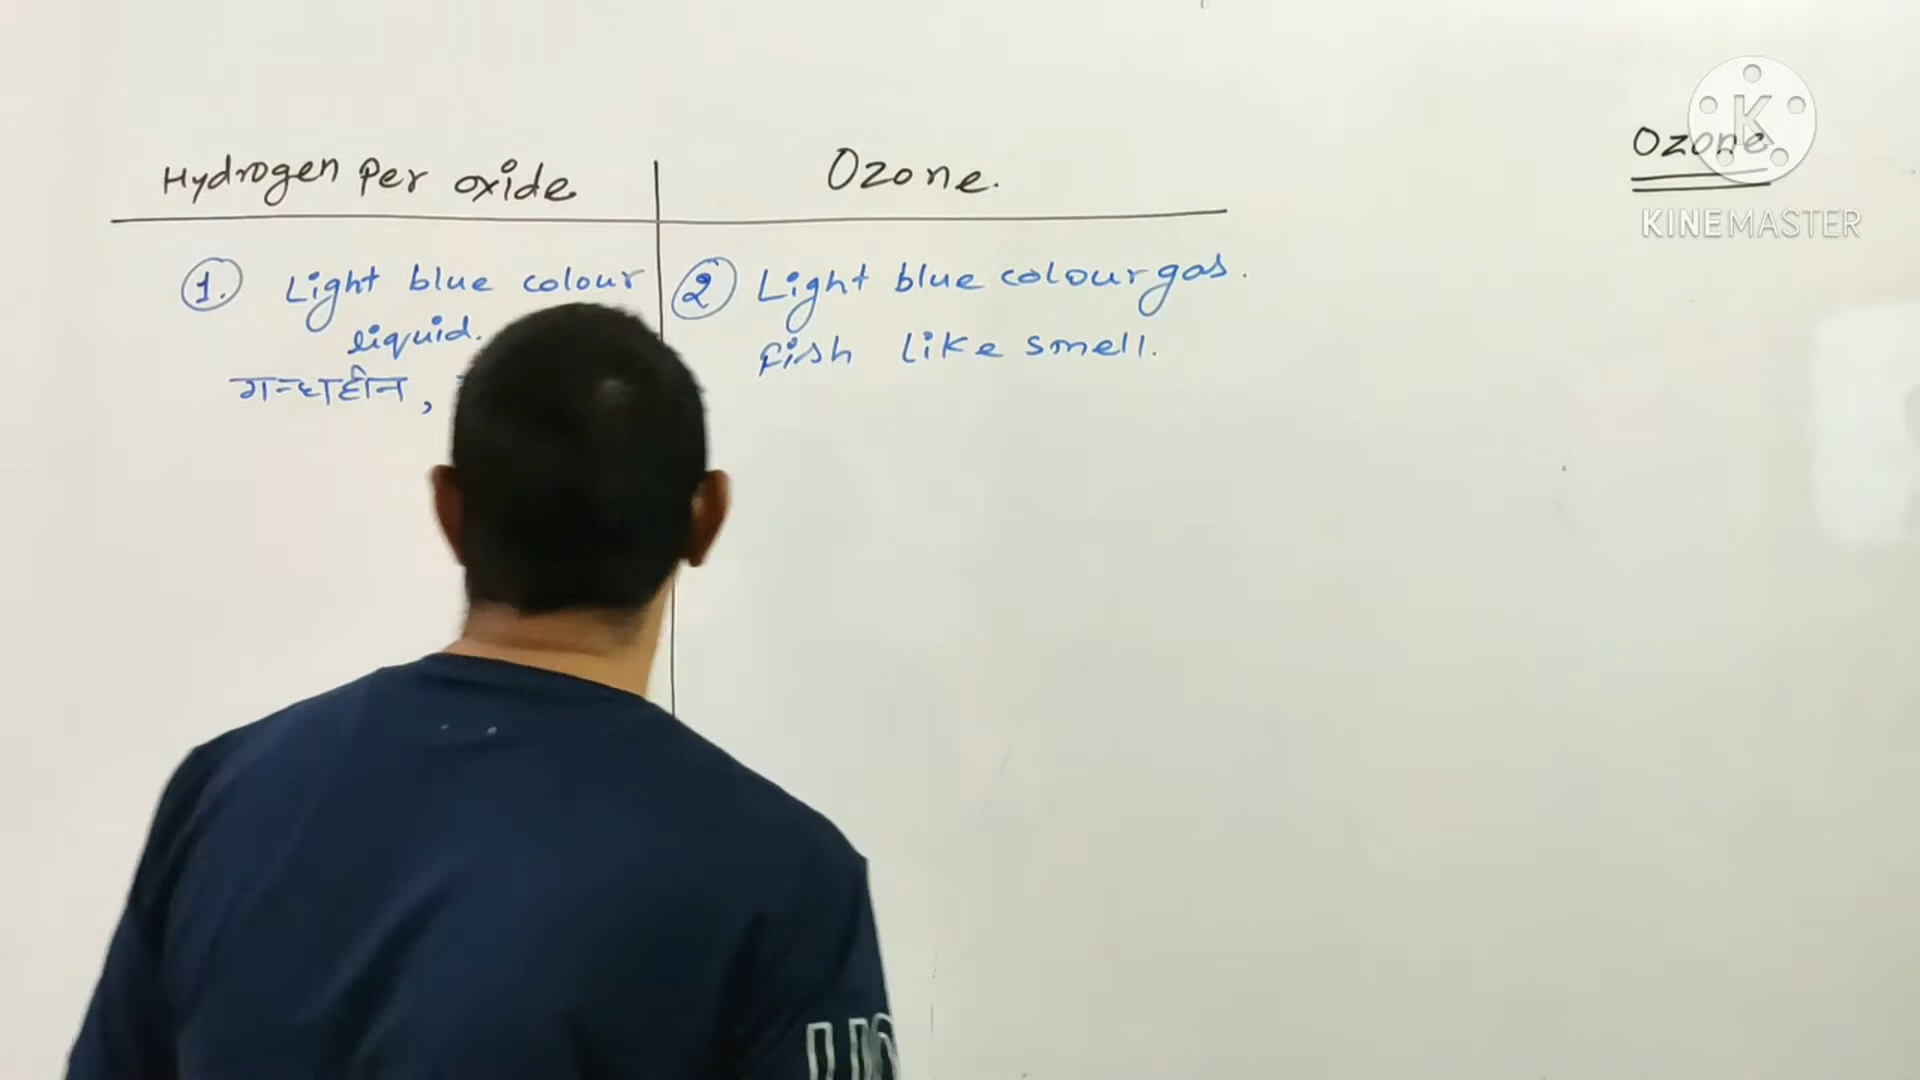 Hydrogen Per oxide
Ozone.
1. Light blue colour
liquid.
गन्धहीन,
2 Light blue colour gas.
fish like smell.
Ozone
KINEMASTER